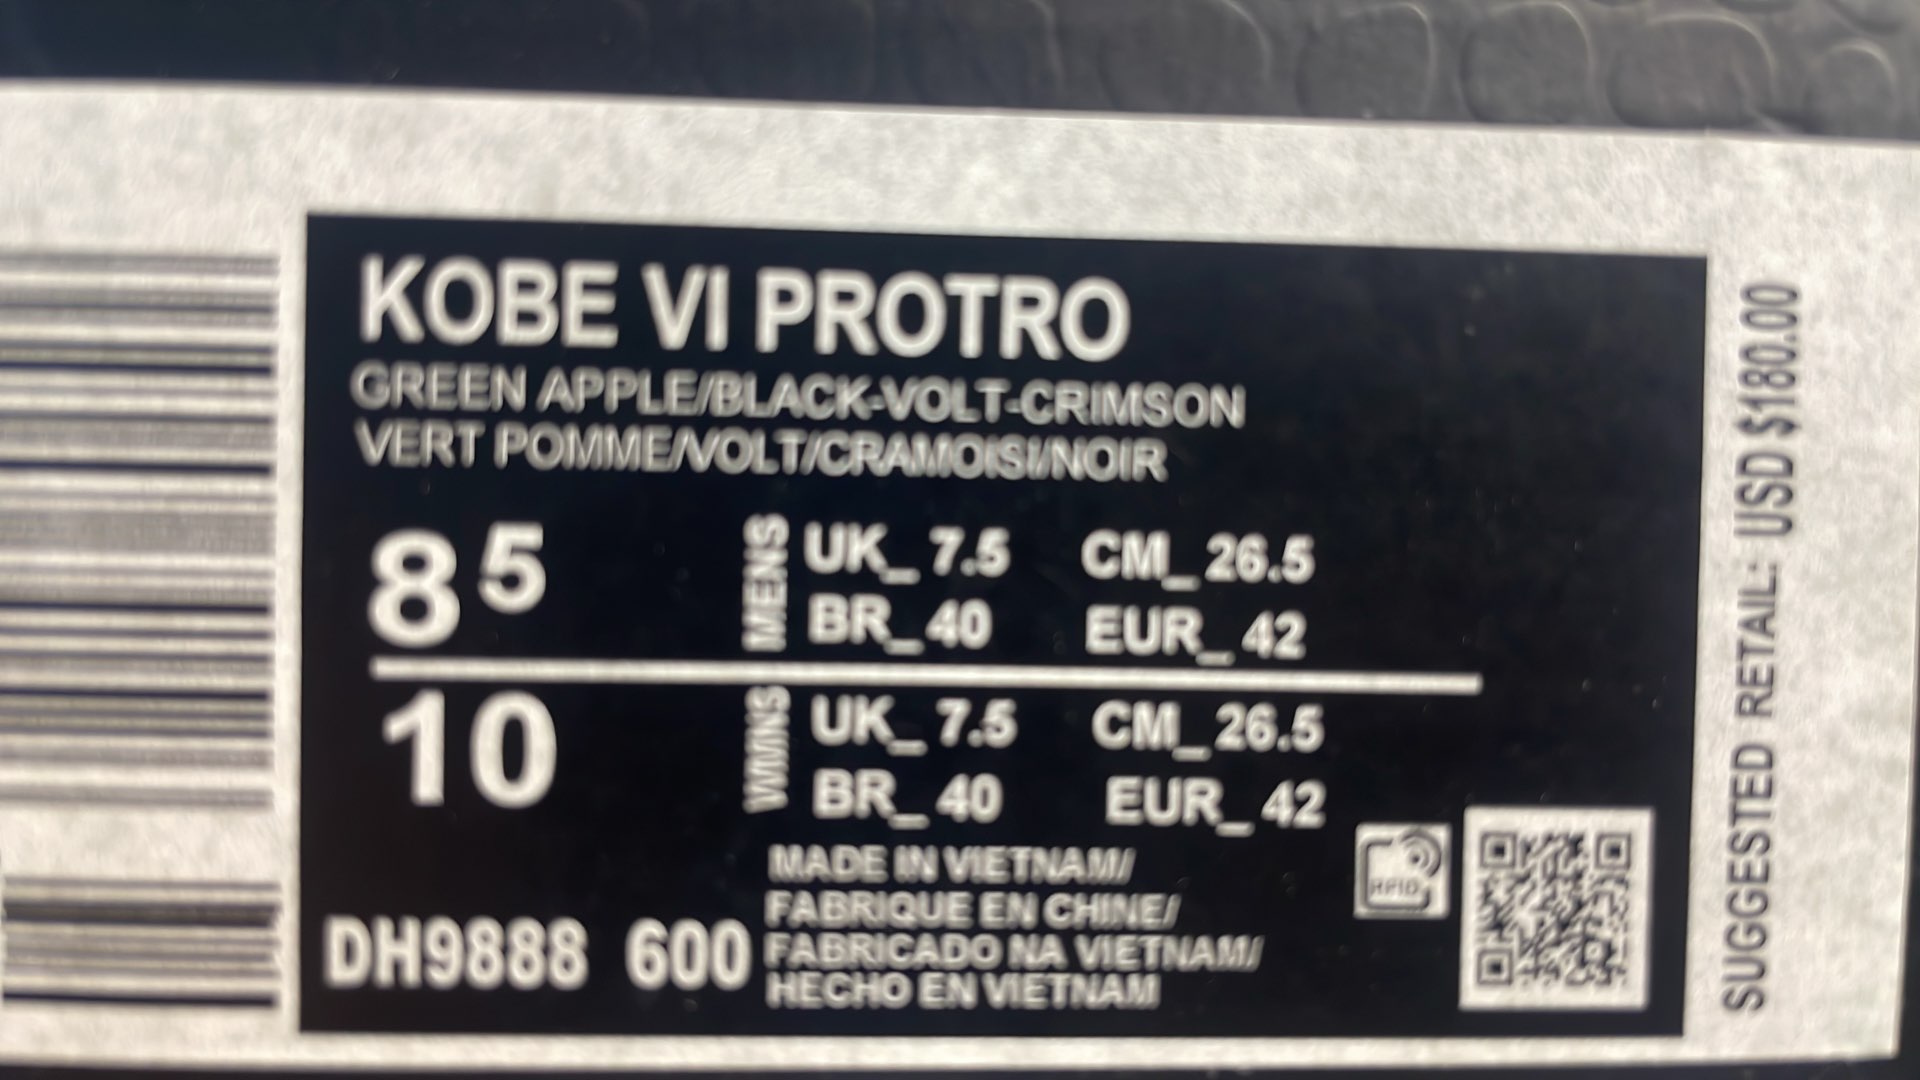 KOBE VI PROTRO
GREEN APPLE/BLACK-VOLT-CRIMSON
VERT POMME/VOLT/CRAMOISI/NOIR
8 5
MENS
UK_ 7.5 CM_ 26.5
BR_ 40 EUR_ 42
10
WMNS
UK_ 7.5 CM_ 26.5
BR_ 40 EUR_ 42
MADE IN VIETNAM/
FABRIQUE EN CHINE/
FABRICADO NA VIETNAM/
HECHO EN VIETNAM
DH9888 600
RFID
SUGGESTED RETAIL: USD $180.00